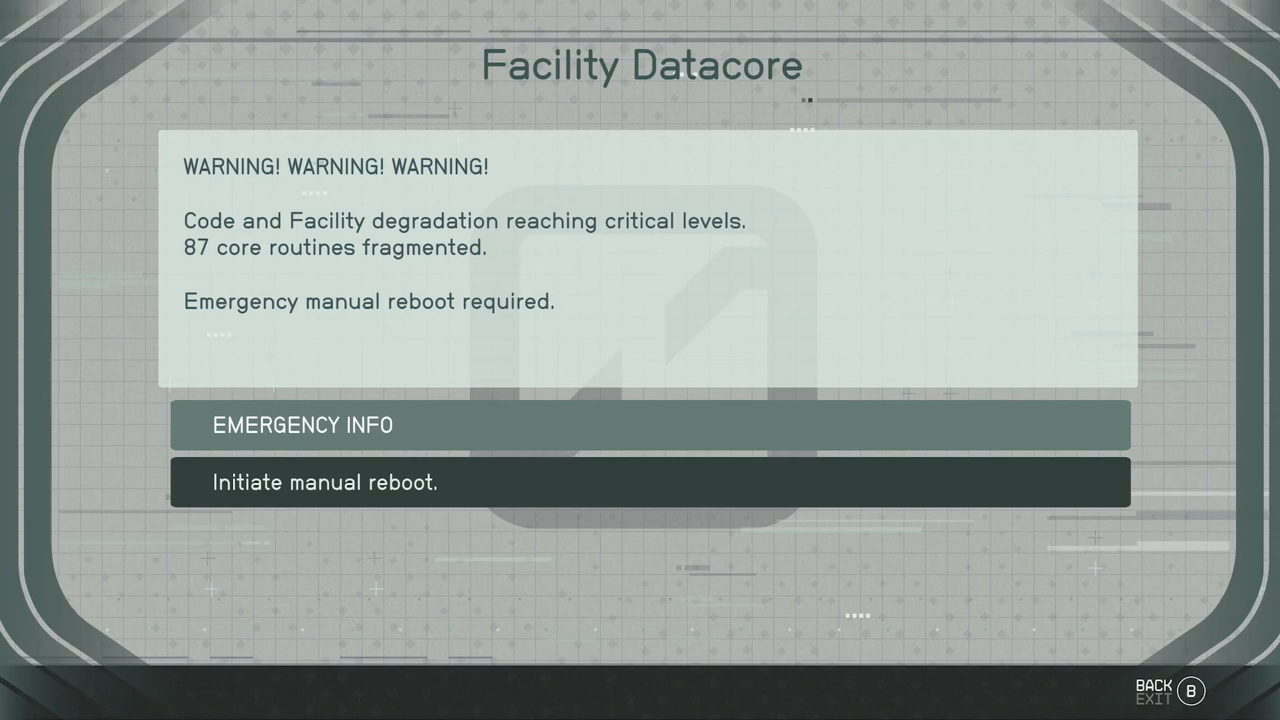 Facility Datacore
WARNING! WARNING! WARNING!
Code and Facility degradation reaching critical levels.
87 core routines fragmented.
Emergency manual reboot required.
EMERGENCY INFO
Initiate manual reboot.
BACK
EXIT
B